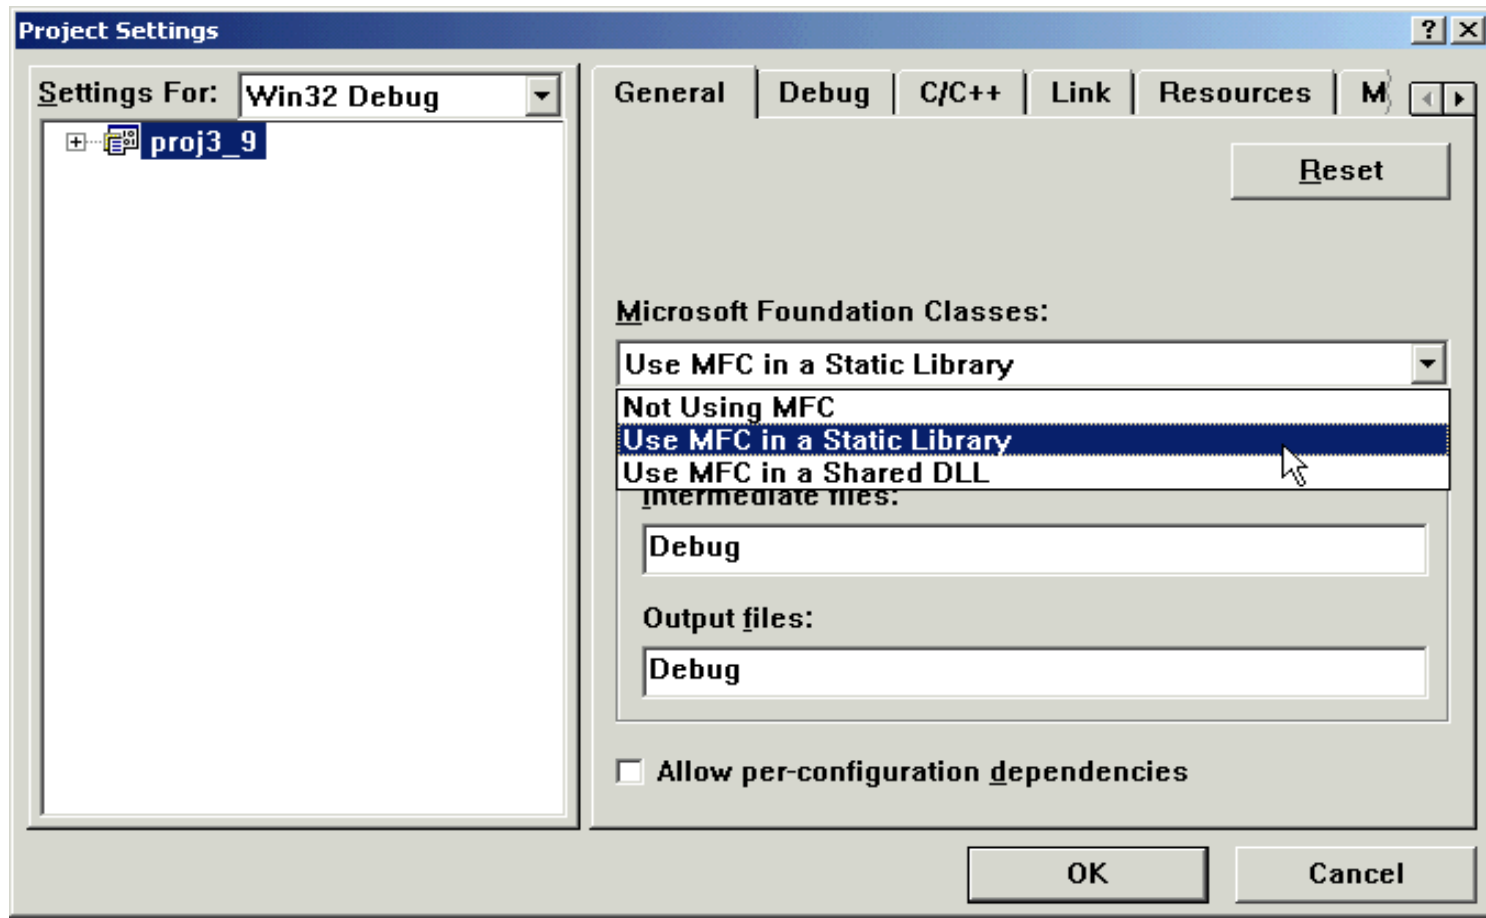 Project Settings
Settings For: Win32 Debug
proj3_9
General Debug C/C++ Link Resources M
Reset
Microsoft Foundation Classes:
Use MFC in a Static Library
Not Using MFC
Use MFC in a Static Library
Use MFC in a Shared DLL
Intermediate files:
Debug
Output files:
Debug
Allow per-configuration dependencies
OK Cancel